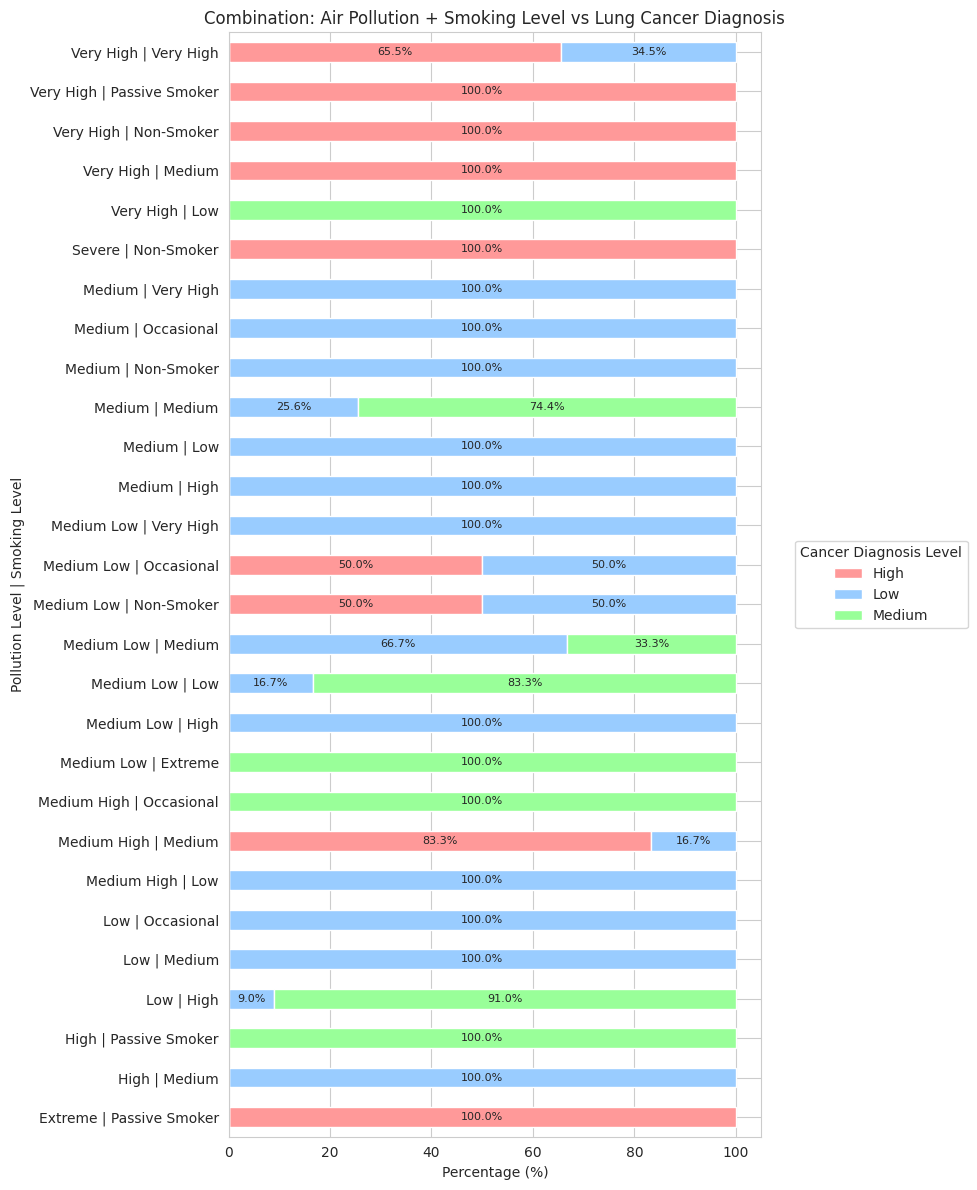 Combination: Air Pollution + Smoking Level vs Lung Cancer Diagnosis
Very High | Very High 65.5% 34.5%
Very High | Passive Smoker 100.0%
Very High | Non-Smoker 100.0%
Very High | Medium 100.0%
Very High | Low 100.0%
Severe | Non-Smoker 100.0%
Medium | Very High 100.0%
Medium | Occasional 100.0%
Medium | Non-Smoker 100.0%
Medium | Medium 25.6% 74.4%
Medium | Low 100.0%
Medium | High 100.0%
Medium Low | Very High 100.0%
Medium Low | Occasional 50.0% 50.0%
Medium Low | Non-Smoker 50.0% 50.0%
Medium Low | Medium 66.7% 33.3%
Medium Low | Low 16.7% 83.3%
Medium Low | High 100.0%
Medium Low | Extreme 100.0%
Medium High | Occasional 100.0%
Medium High | Medium 83.3% 16.7%
Medium High | Low 100.0%
Low | Occasional 100.0%
Low | Medium 100.0%
Low | High 9.0% 91.0%
High | Passive Smoker 100.0%
High | Medium 100.0%
Extreme | Passive Smoker 100.0%
0 20 40 60 80 100
Percentage (%)
Pollution Level | Smoking Level
Cancer Diagnosis Level
High
Low
Medium